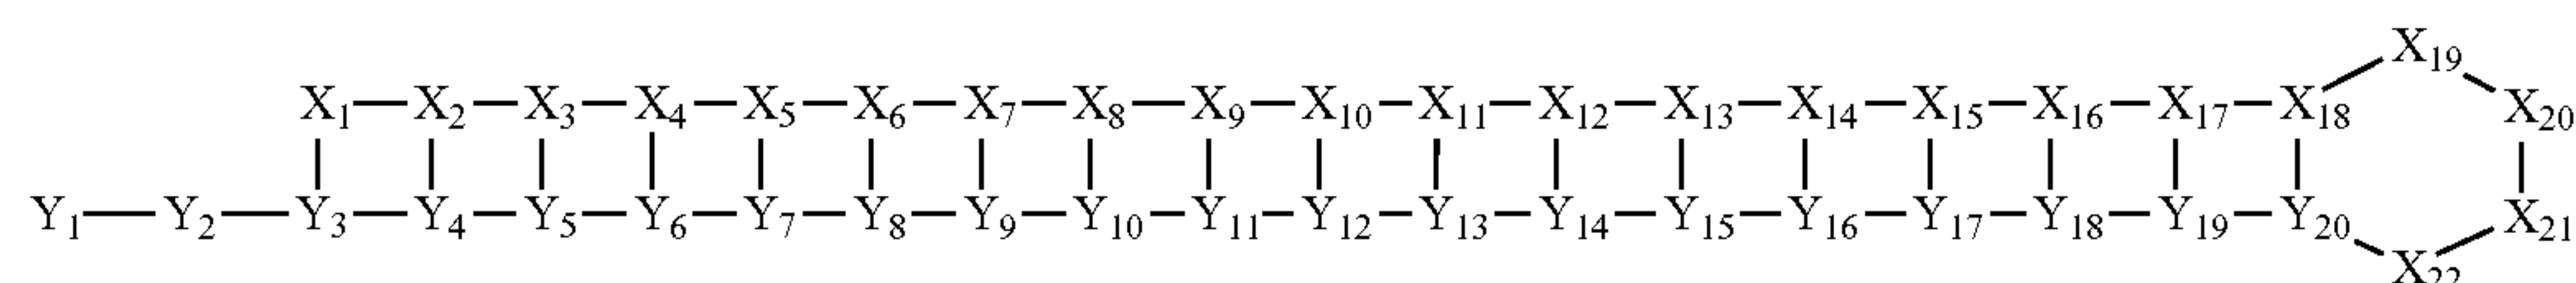 X₁₉
X₁ X₂ X₃ X₄ X₅ X₆ X₇ X₈ X₉ X₁₀ X₁₁ X₁₂ X₁₃ X₁₄ X₁₅ X₁₆ X₁₇ X₁₈ X₂₀
Y₁ Y₂ Y₃ Y₄ Y₅ Y₆ Y₇ Y₈ Y₉ Y₁₀ Y₁₁ Y₁₂ Y₁₃ Y₁₄ Y₁₅ Y₁₆ Y₁₇ Y₁₈ Y₁₉ Y₂₀ X₂₁
X₂₂